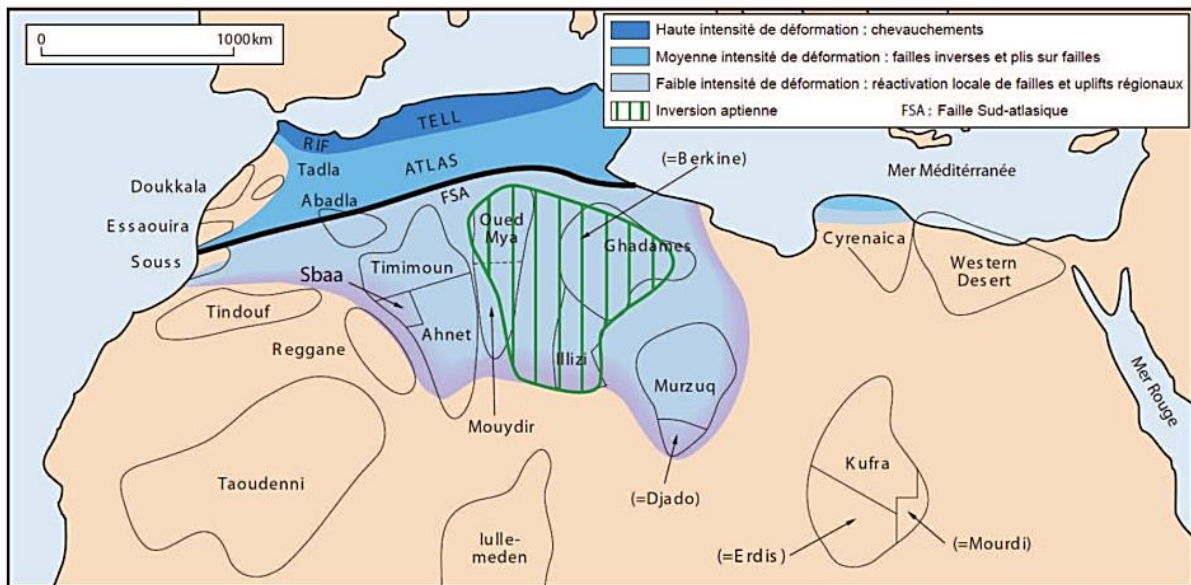 0 1000 km
Haute intensité de déformation : chevauchements
Moyenne intensité de déformation : failles inverses et plis sur failles
Faible intensité de déformation : réactivation locale de failles et uplifts régionaux
Inversion aptienne FSA : Faille Sud-atlasique
TELL
RIF
(=Berkine)
Mer Méditérranée
Tadla
ATLAS
Doukkala
Abadla
FSA
Essaouira
Oued
Mya
Ghadames
Cyrenaica
Souss
Timimoun
Western
Desert
Sbaa
Tindouf
Ahnet
Reggane
Illizi
Murzuq
Mer Rouge
Mouydir
Kufra
Taoudenni
(=Djado)
Iulle-
meden
(=Erdis)
(=Mourdi)